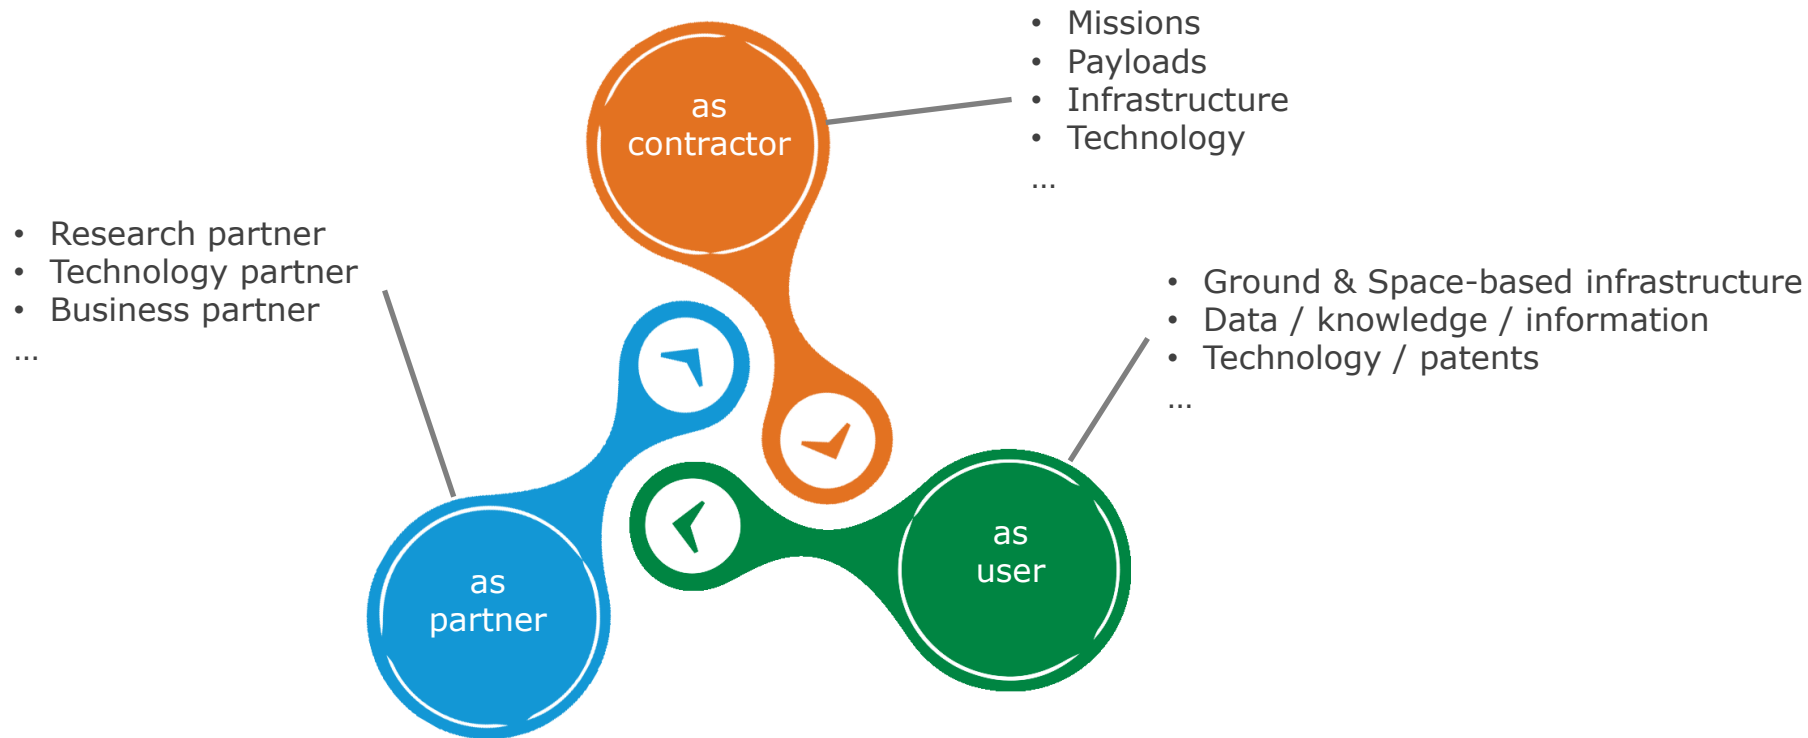 • Missions
• Payloads
• Infrastructure
• Technology
…
as
contractor
• Research partner
• Technology partner
• Business partner
…
• Ground & Space-based infrastructure
• Data / knowledge / information
• Technology / patents
…
as
user
as
partner